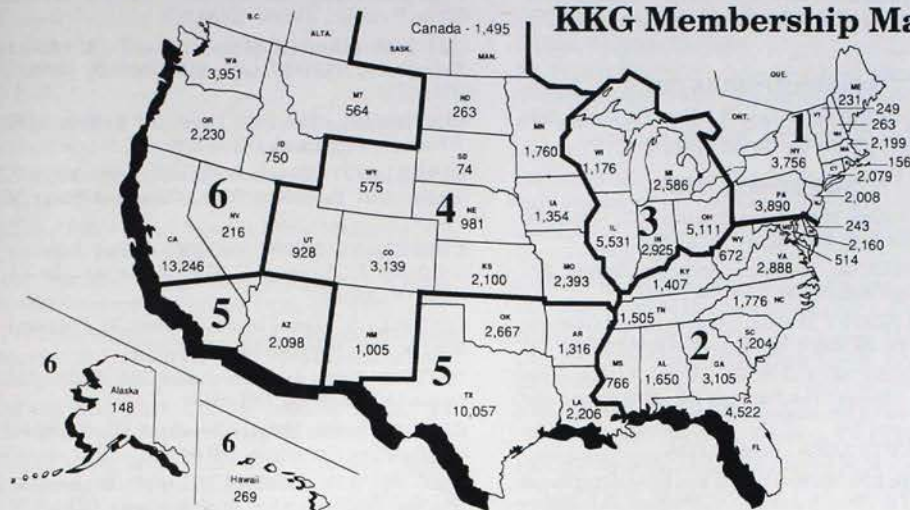 KKG Membership Ma
Canada - 1,495
B.C.
ALTA.
SASK.
MAN.
ONT.
QUE.
WA
3,951
OR
2,230
ID
750
MT
564
ND
263
SD
74
WY
575
NE
981
MN
1,760
IA
1,354
WI
1,176
MI
2,586
IL
5,531
IN
2,925
OH
5,111
3
4
6
CA
13,246
NV
216
UT
928
CO
3,139
KS
2,100
MO
2,393
5
AZ
2,098
NM
1,005
OK
2,667
AR
1,316
5
TX
10,057
LA
2,206
MS
766
AL
1,650
GA
3,105
2
SC
1,204
1,505 TN
1,776 NC
KY
1,407
WV
672
VA
2,888
4,522
FL
1
NY
3,756
PA
3,890
ME
231
VT
249
263
2,199
MA
156
2,079
2,008
243
2,160
514
6
Alaska
148
6
Hawaii
269